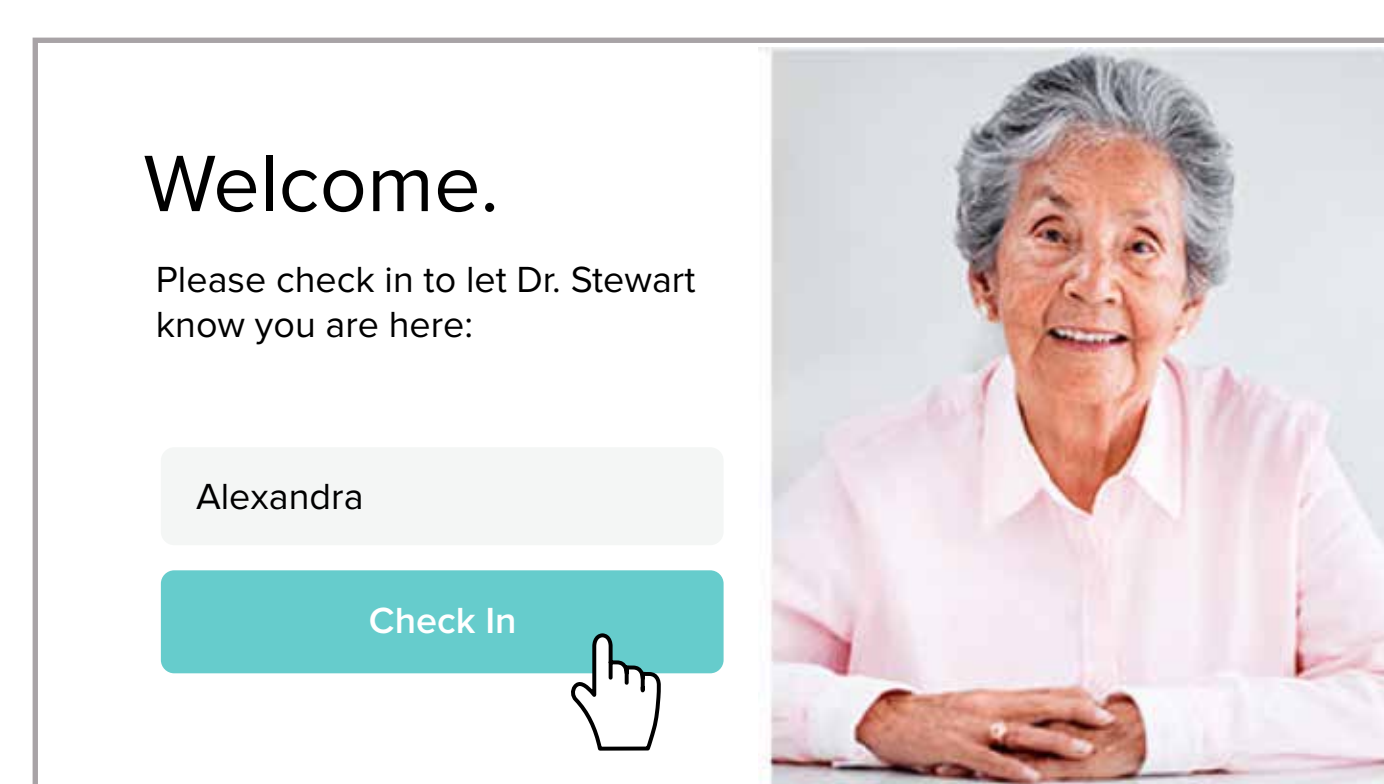 Welcome.
Please check in to let Dr. Stewart
know you are here:
Alexandra
Check In